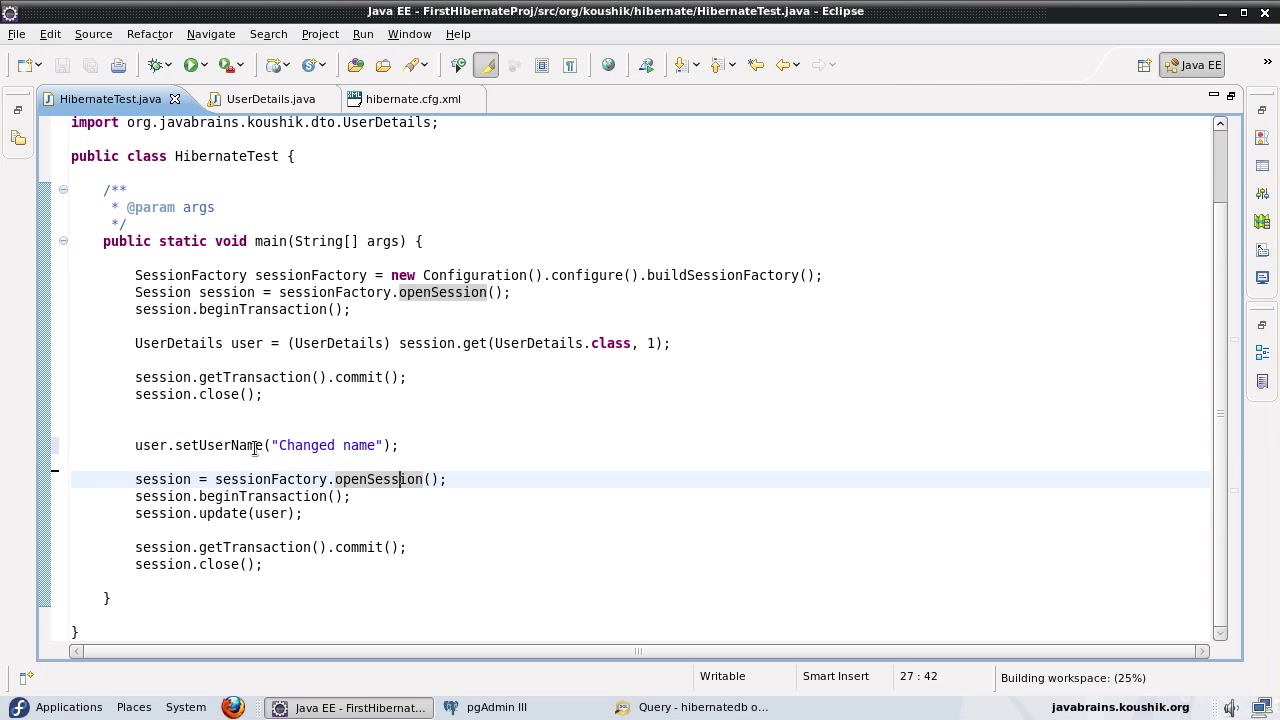 Java EE - FirstHibernateProj/src/org/koushik/hibernate/HibernateTest.java - Eclipse
File Edit Source Refactor Navigate Search Project Run Window Help
Java EE
HibernateTest.java UserDetails.java hibernate.cfg.xml
import org.javabrains.koushik.dto.UserDetails;
public class HibernateTest {
/**
* @param args
*/
public static void main(String[] args) {
SessionFactory sessionFactory = new Configuration().configure().buildSessionFactory();
Session session = sessionFactory.openSession();
session.beginTransaction();
UserDetails user = (UserDetails) session.get(UserDetails.class, 1);
session.getTransaction().commit();
session.close();
user.setUserName("Changed name");
session = sessionFactory.openSession();
session.beginTransaction();
session.update(user);
session.getTransaction().commit();
session.close();
}
}
Writable Smart Insert 27 : 42 Building workspace: (25%)
Applications Places System Java EE - FirstHibernat... pgAdmin III Query - hibernatedb o... javabrains.koushik.org